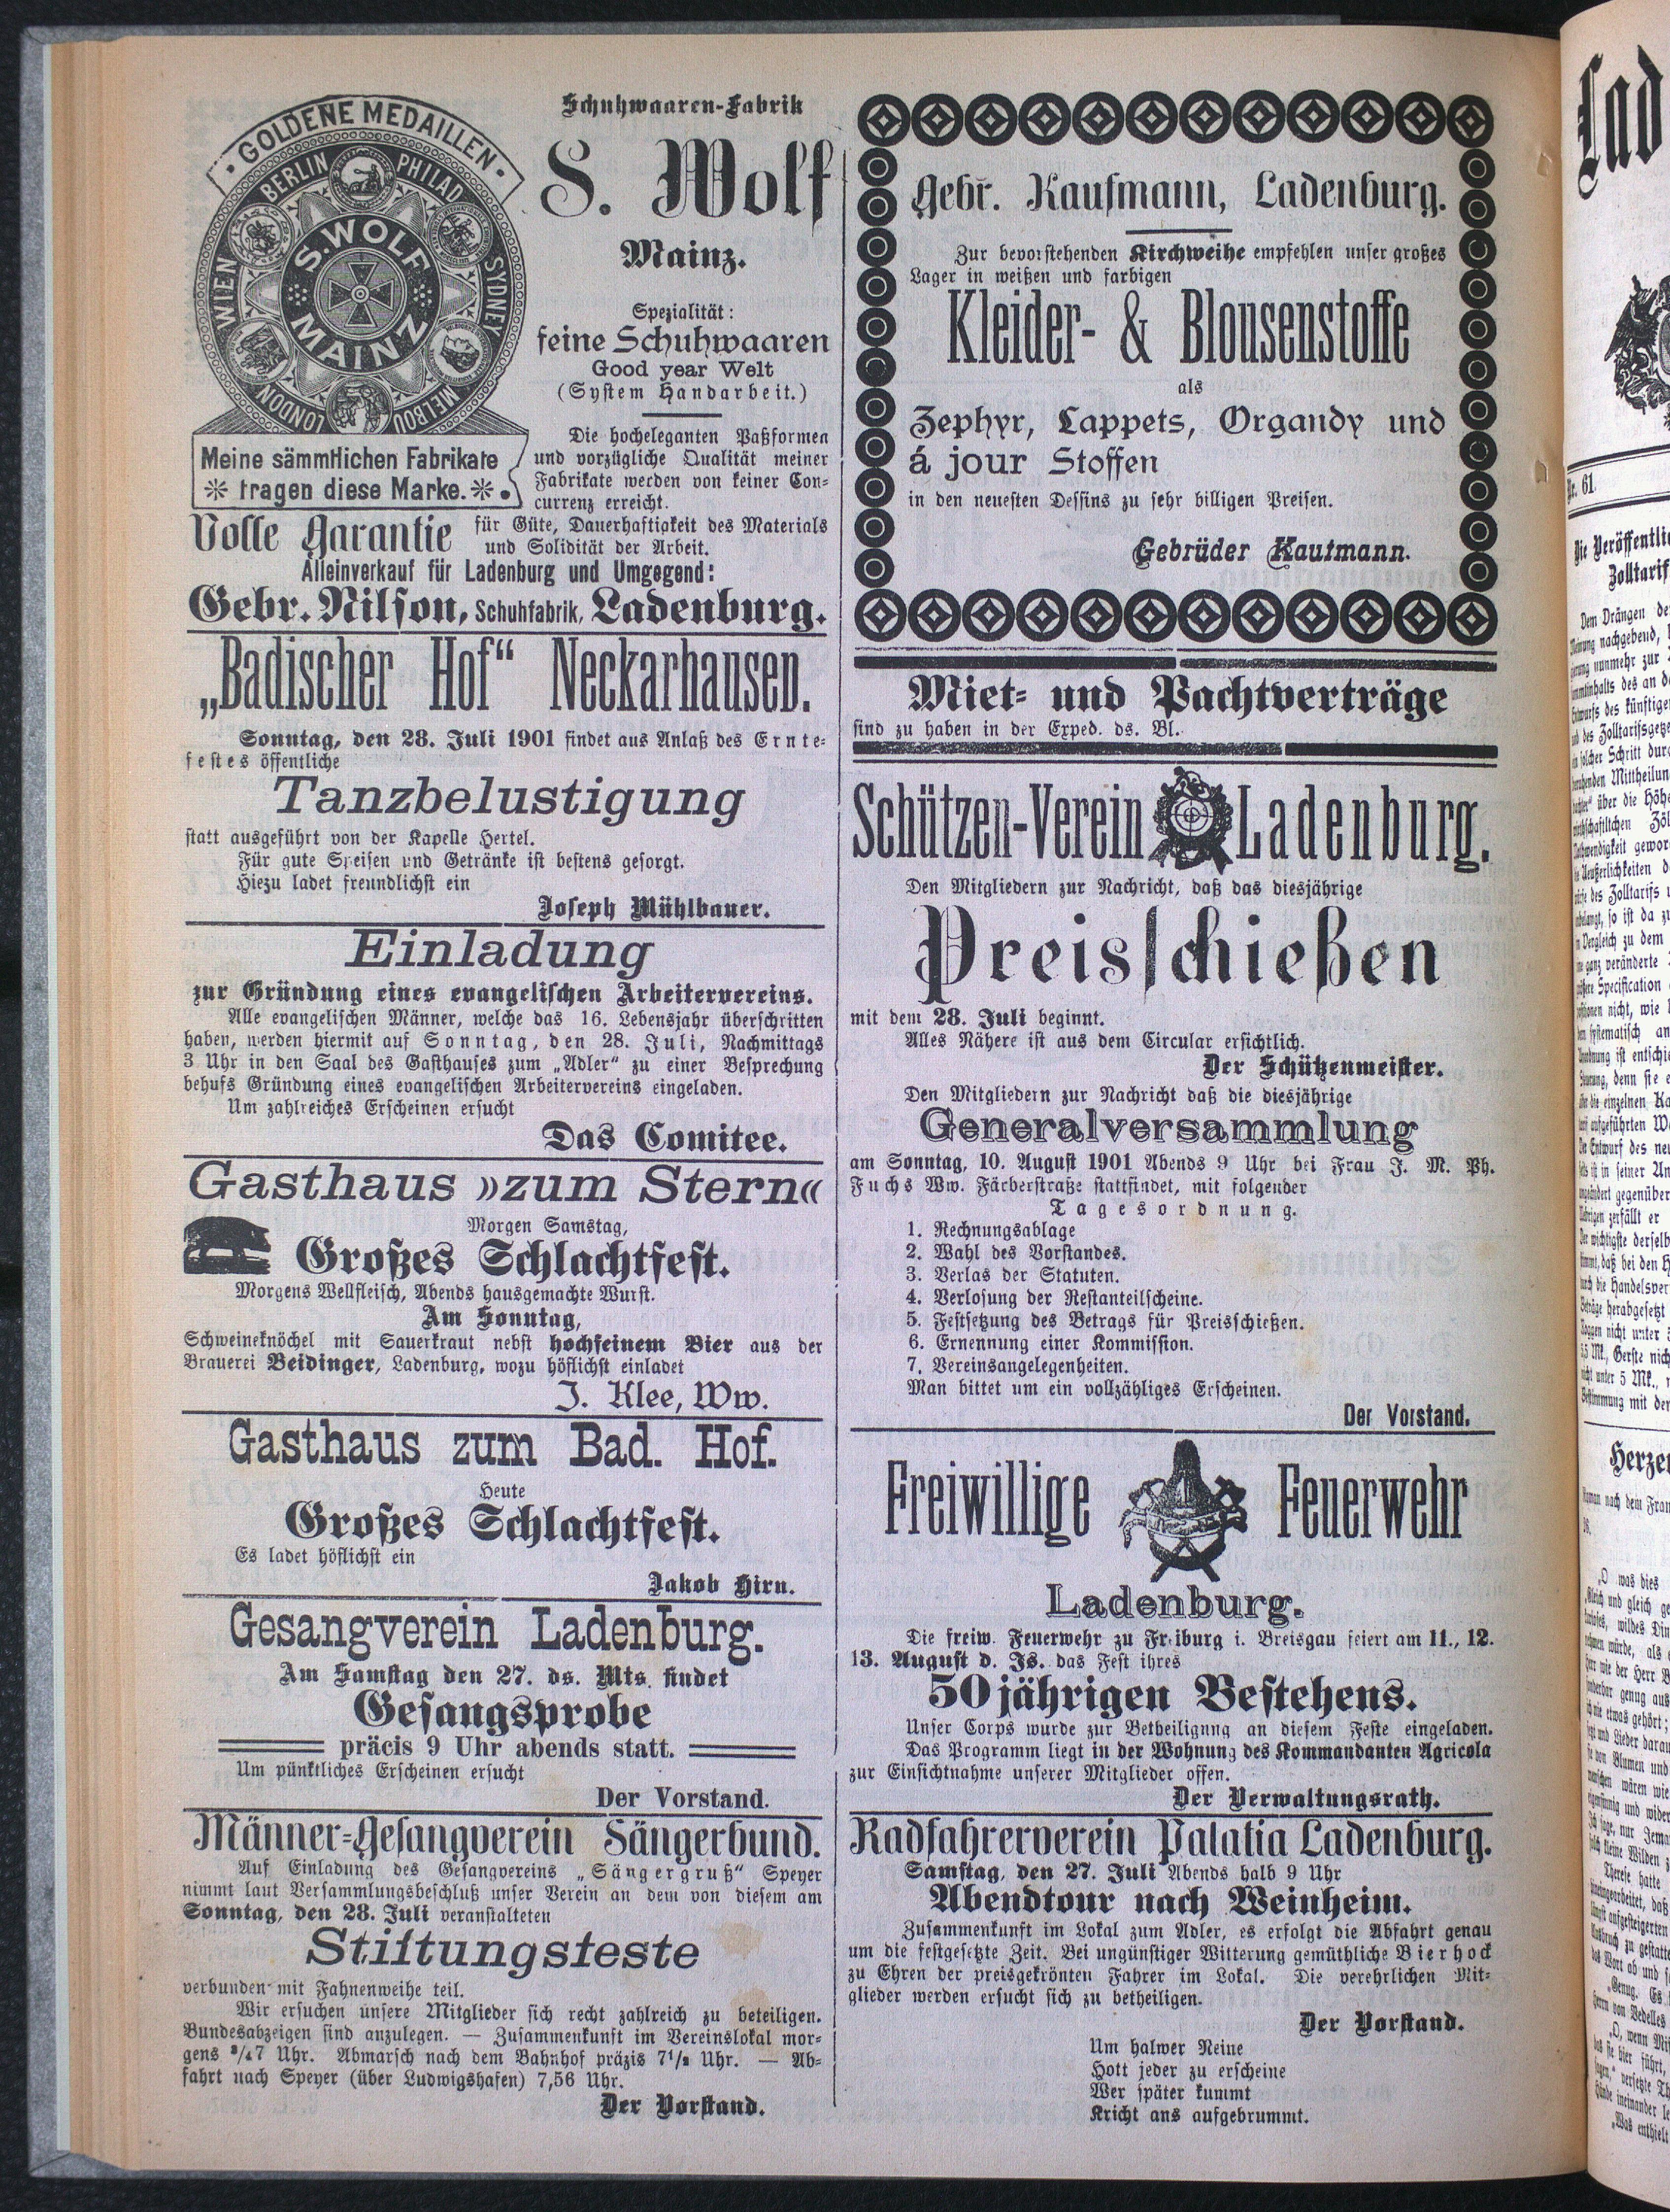 GOLDENE MEDAILLEN
BERLIN
PHILAD
WIEN
SYDNEY
LONDON
MELBOU
S. WOLF
MAINZ
Meine sämmtlichen Fabrikate
tragen diese Marke.
Schuhwaaren-Fabrik
S. Wolf
Mainz.
Spezialität:
feine Schuhwaaren
Good year Welt
(System Handarbeit.)
Die hocheleganten Paßformen
und vorzügliche Qualität meiner
Fabrikate werden von keiner Con-
currenz erreicht.
Volle Garantie für Güte, Dauerhaftigkeit des Materials
und Solidität der Arbeit.
Alleinverkauf für Ladenburg und Umgegend:
Gebr. Nilson, Schuhfabrik, Ladenburg.
„Badischer Hof“ Neckarhausen.
Sonntag, den 28. Juli 1901 findet aus Anlaß des Ernte-
festes öffentliche
Tanzbelustigung
statt ausgeführt von der Kapelle Hertel.
Für gute Speisen und Getränke ist bestens gesorgt.
Hiezu ladet freundlichst ein
Joseph Mühlbauer.
Einladung
zur Gründung eines evangelischen Arbeitervereins.
Alle evangelischen Männer, welche das 16. Lebensjahr überschritten
haben, werden hiermit auf Sonntag, den 28. Juli, Nachmittags
3 Uhr in den Saal des Gasthauses zum „Adler“ zu einer Besprechung
behufs Gründung eines evangelischen Arbeitervereins eingeladen.
Um zahlreiches Erscheinen ersucht
Das Comitee.
Gasthaus »zum Stern«
Morgen Samstag,
Großes Schlachtfest.
Morgens Wellfleisch, Abends hausgemachte Wurst.
Am Sonntag,
Schweineknöchel mit Sauerkraut nebst hochfeinem Bier aus der
Brauerei Beidinger, Ladenburg, wozu höflichst einladet
J. Klee, Ww.
Gasthaus zum Bad. Hof.
Heute
Großes Schlachtfest.
Es ladet höflichst ein
Jakob Hirn.
Gesangverein Ladenburg.
Am Samstag den 27. ds. Mts. findet
Gesangsprobe
präcis 9 Uhr abends statt.
Um pünktliches Erscheinen ersucht
Der Vorstand.
Männer-Gesangverein Sängerbund.
Auf Einladung des Gesangvereins „Sängergruß“ Speyer
nimmt laut Versammlungsbeschluß unser Verein an dem von diesem am
Sonntag, den 28. Juli veranstalteten
Stiftungsfeste
verbunden mit Fahnenweihe teil.
Wir ersuchen unsere Mitglieder sich recht zahlreich zu beteiligen.
Bundesabzeigen sind anzulegen. — Zusammenkunft im Vereinslokal mor-
gens 3/4 7 Uhr. Abmarsch nach dem Bahnhof präzis 7 1/2 Uhr. — Ab-
fahrt nach Speyer (über Ludwigshafen) 7,56 Uhr.
Der Vorstand.
Gebr. Kaufmann, Ladenburg.
Zur bevorstehenden Kirchweihe empfehlen unser großes
Lager in weißen und farbigen
Kleider- & Blousenstoffe
als
Zephyr, Lappets, Organdy und
á jour Stoffen
in den neuesten Dessins zu sehr billigen Preisen.
Gebrüder Kaufmann.
Miet- und Pachtverträge
sind zu haben in der Exped. ds. Bl.
Schützen-Verein Ladenburg.
Den Mitgliedern zur Nachricht, daß das diesjährige
Preisschießen
mit dem 28. Juli beginnt.
Alles Nähere ist aus dem Circular ersichtlich.
Der Schützenmeister.
Den Mitgliedern zur Nachricht daß die diesjährige
Generalversammlung
am Sonntag, 10. August 1901 Abends 9 Uhr bei Frau J. M. Ph.
Fuchs Ww. Färberstraße stattfindet, mit folgender
Tagesordnung.
1. Rechnungsablage
2. Wahl des Vorstandes.
3. Verlas der Statuten.
4. Verlosung der Restanteilscheine.
5. Festsetzung des Betrags für Preisschießen.
6. Ernennung einer Kommission.
7. Vereinsangelegenheiten.
Man bittet um ein vollzähliges Erscheinen.
Der Vorstand.
Freiwillige Feuerwehr
Ladenburg.
Die freiw. Feuerwehr zu Freiburg i. Breisgau feiert am 11., 12.
13. August d. Js. das Fest ihres
50jährigen Bestehens.
Unser Corps wurde zur Betheiligung an diesem Feste eingeladen.
Das Programm liegt in der Wohnung des Kommandanten Agricola
zur Einsichtnahme unserer Mitglieder offen.
Der Verwaltungsrath.
Radfahrerverein Palatia Ladenburg.
Samstag, den 27. Juli Abends halb 9 Uhr
Abendtour nach Weinheim.
Zusammenkunft im Lokal zum Adler, es erfolgt die Abfahrt genau
um die festgesetzte Zeit. Bei ungünstiger Witterung gemüthliche Bierhock
zu Ehren der preisgekrönten Fahrer im Lokal. Die verehrlichen Mit-
glieder werden ersucht sich zu betheiligen.
Der Vorstand.
Um halwer Neine
Hott jeder zu erscheine
Wer später kummt
Kricht ans aufgebrummt.
Lad
Nr. 61.
Die Veröffentli
Zolltarif
Dem Drängen de